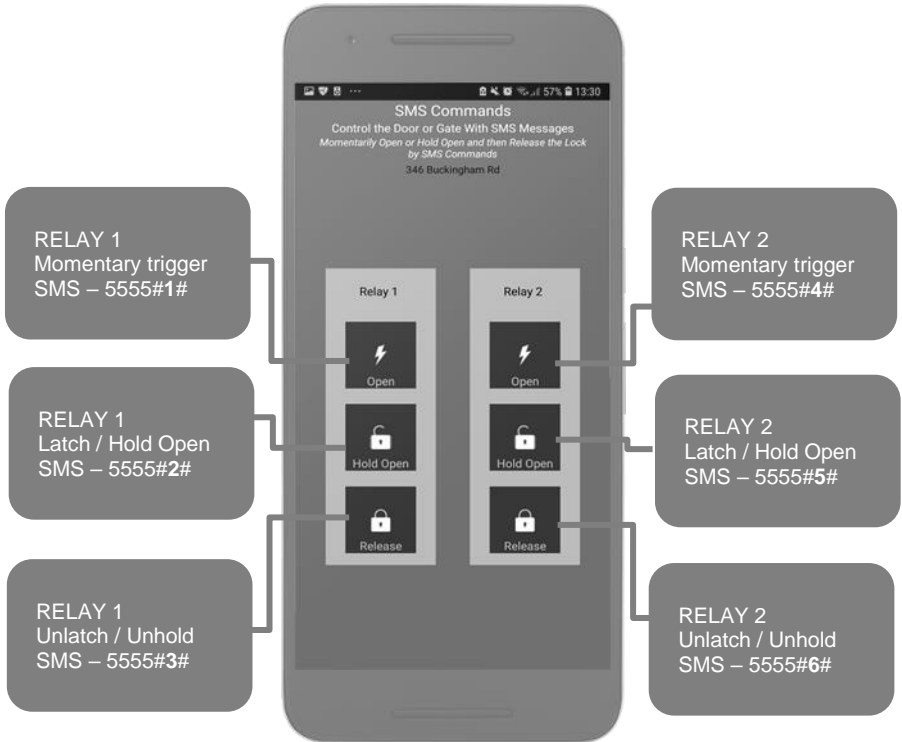 57% 13:30
SMS Commands
Control the Door or Gate With SMS Messages
Momentarily Open or Hold Open and then Release the Lock
by SMS Commands
346 Buckingham Rd
RELAY 1
Momentary trigger
SMS – 5555#1#
RELAY 1
Latch / Hold Open
SMS – 5555#2#
RELAY 1
Unlatch / Unhold
SMS – 5555#3#
Relay 1
Open
Hold Open
Release
Relay 2
Open
Hold Open
Release
RELAY 2
Momentary trigger
SMS – 5555#4#
RELAY 2
Latch / Hold Open
SMS – 5555#5#
RELAY 2
Unlatch / Unhold
SMS – 5555#6#